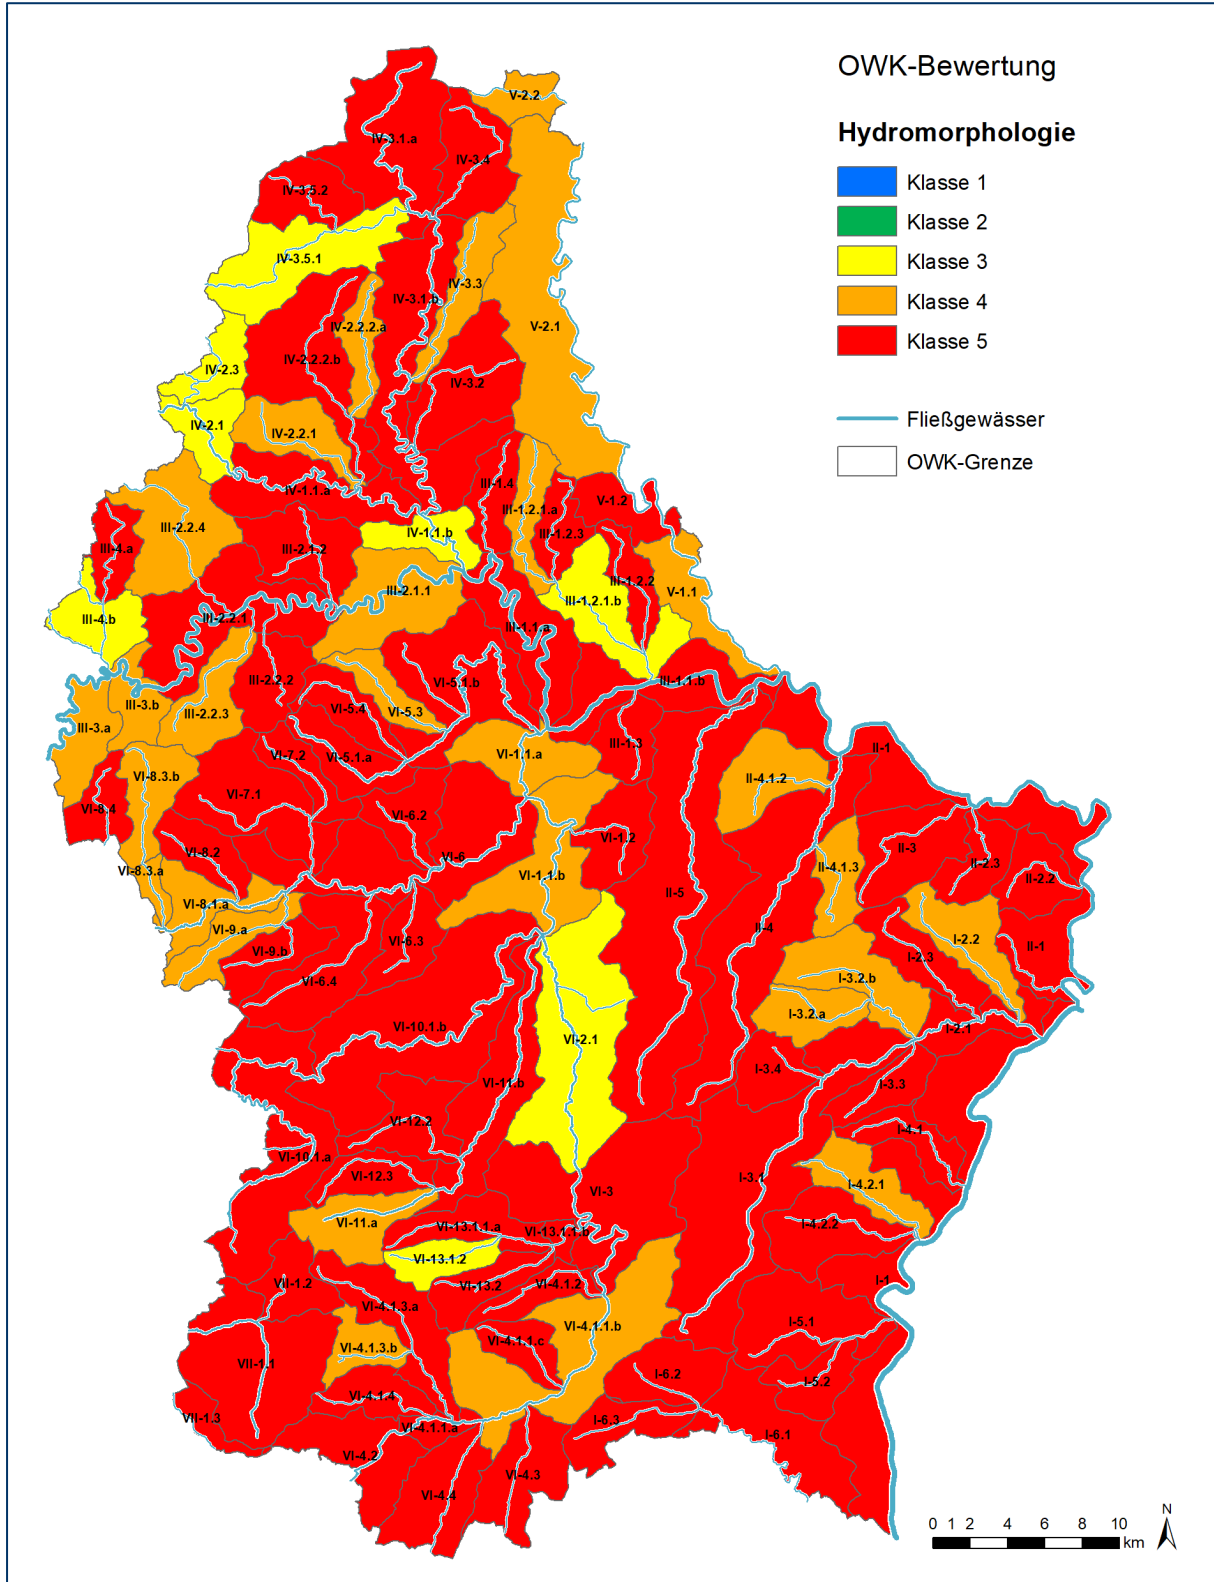 OWK-Bewertung
Hydromorphologie
Klasse 1
Klasse 2
Klasse 3
Klasse 4
Klasse 5
Fließgewässer
OWK-Grenze
V-2.2
IV-3.1.a
IV-3.4
IV-3.5.2
IV-3.5.1
IV-3.3
IV-3.1.b
IV-2.2.2.a
V-2.1
IV-2.2.2.b
IV-2.3
IV-3.2
IV-2.1
IV-2.2.1
III-1.4
IV-1.1.a
V-1.2
III-1.2.1.a
III-2.2.4
IV-1.1.b
III-1.2.3
III-4.a
III-2.1.2
III-1.2.2
III-2.1.1
V-1.1
III-1.2.1.b
III-4.b
III-2.2.1
III-1.1.a
III-2.2.2
III-1.1.b
VI-5.1.b
III-3.b
VI-5.4
VI-5.3
III-2.2.3
III-3.a
III-1.3
II-1
VI-7.2
VI-5.1.a
VI-1.1.a
VI-8.3.b
II-4.1.2
VI-7.1
VI-8.4
VI-6.2
VI-1.2
II-3
VI-8.2
VI-6
II-2.3
II-4.1.3
VI-8.3.a
VI-1.1.b
II-2.2
II-5
VI-8.1.a
VI-9.a
II-4
VI-6.3
I-2.2
II-1
VI-9.b
I-2.3
VI-6.4
I-3.2.b
I-3.2.a
VI-10.1.b
I-2.1
VI-2.1
I-3.4
VI-11.b
I-3.3
VI-12.2
I-4.1
VI-10.1.a
VI-12.3
I-3.1
I-4.2.1
VI-3
VI-11.a
VI-13.1.1.a
VI-13.1.1.b
I-4.2.2
VI-13.1.2
VII-1.2
VI-13.2
VI-4.1.2
I-1
VI-4.1.3.a
I-5.1
VI-4.1.1.b
VI-4.1.3.b
VI-4.1.1.c
VII-1.1
I-6.2
I-5.2
VI-4.1.4
VII-1.3
I-6.3
VI-4.1.1.a
I-6.1
VI-4.2
VI-4.3
VI-4.4
N
0 1 2 4 6 8 10
km